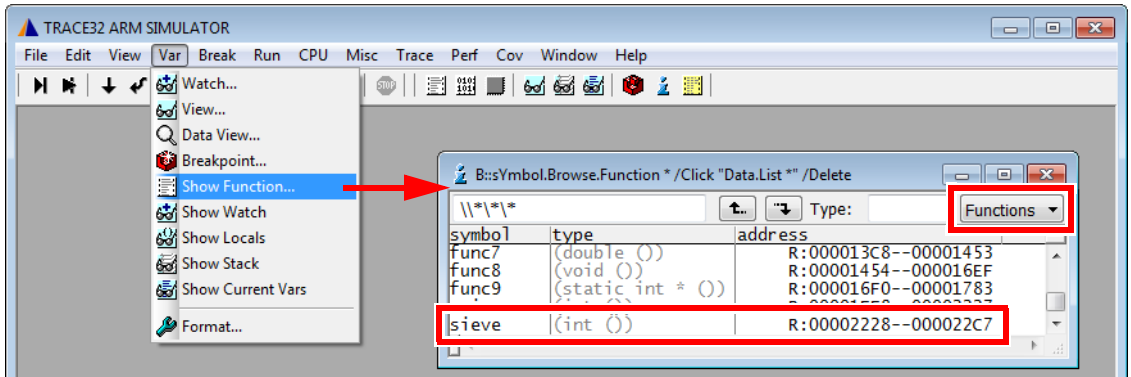 TRACE32 ARM SIMULATOR
File Edit View Var Break Run CPU Misc Trace Perf Cov Window Help
STOP
Watch...
View...
Data View...
Breakpoint...
Show Function...
Show Watch
Show Locals
Show Stack
Show Current Vars
Format...
B::sYmbol.Browse.Function * /Click "Data.List *" /Delete
\\*\*\* Type: Functions
symbol type address
func7 (double ()) R:000013C8--00001453
func8 (void ()) R:00001454--000016EF
func9 (static int * ()) R:000016F0--00001783
sieve (int ()) R:00002228--000022C7